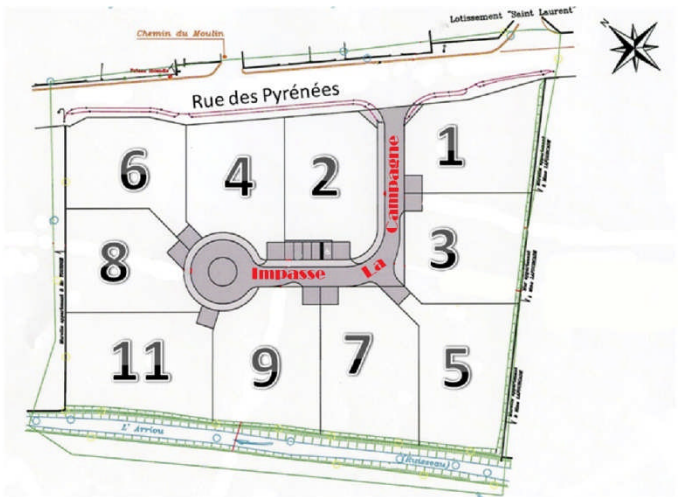 Lotissement "Saint Laurent"
N
Chemin du Moulin
Rue des Pyrénées
6
4
2
1
Impasse La Campagne
8
3
11
9
7
5
L' Arriou
(Ruisseau)